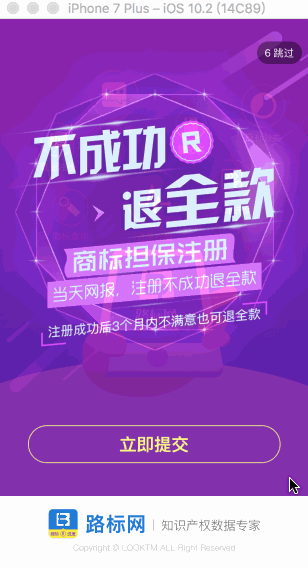 iPhone 7 Plus – iOS 10.2 (14C89)
6 跳过
不成功 R
退全款
商标担保注册
当天网报，注册不成功退全款
注册成功后3个月内不满意也可退全款
立即提交
路标网 | 知识产权数据专家
Copyright © LOOKTM ALL Right Reserved